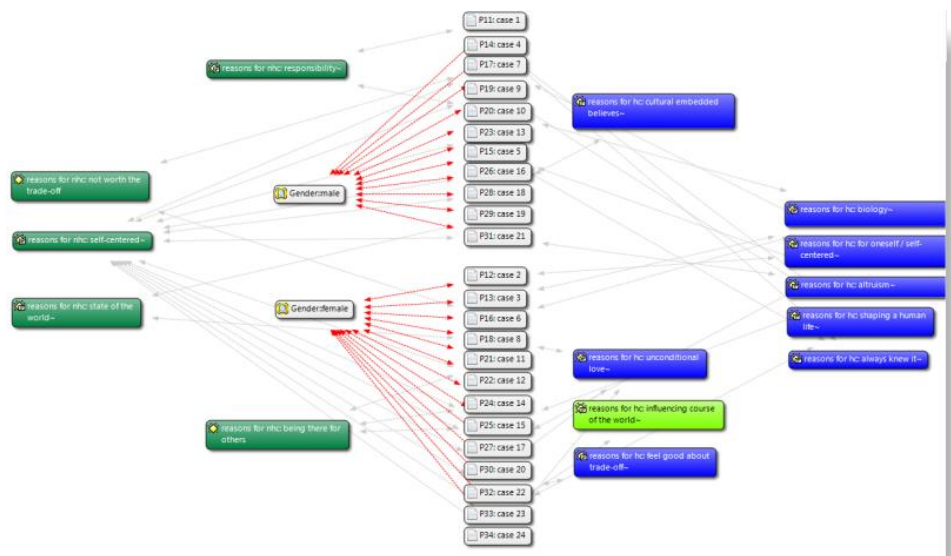 P11: case 1
P14: case 4
P17: case 7
P19: case 9
P20: case 10
P23: case 13
P15: case 5
P26: case 16
P28: case 18
P29: case 19
P31: case 21
reasons for nhc: responsibility~
reasons for hc: cultural embedded
believes~
reasons for nhc: not worth the
trade-off
Gender:male
reasons for nhc: self-centered~
reasons for hc: biology~
reasons for hc: for oneself / self-
centered~
reasons for hc: altruism~
reasons for hc: shaping a human
life~
reasons for hc: always knew it~
P12: case 2
P13: case 3
P16: case 6
P18: case 8
P21: case 11
P22: case 12
P24: case 14
P25: case 15
P27: case 17
P30: case 20
P32: case 22
P33: case 23
P34: case 24
reasons for nhc: state of the
world~
Gender:female
reasons for hc: unconditional
love~
reasons for hc: influencing course
of the world~
reasons for nhc: being there for
others
reasons for hc: feel good about
trade-off~